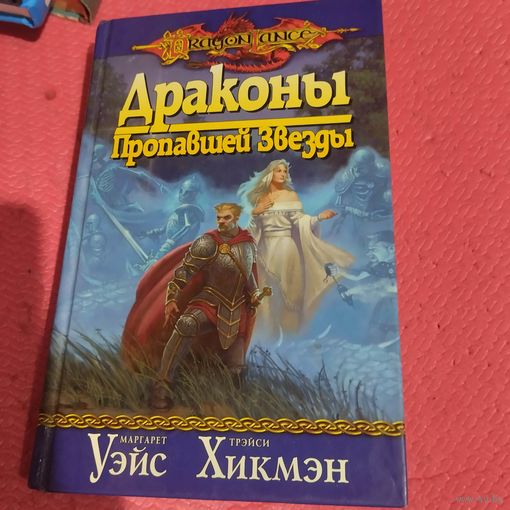 DRAGONLANCE
Драконы
Пропавшей Звезды
МАРГАРЕТ
Уэйс
ТРЭЙСИ
Хикмэн